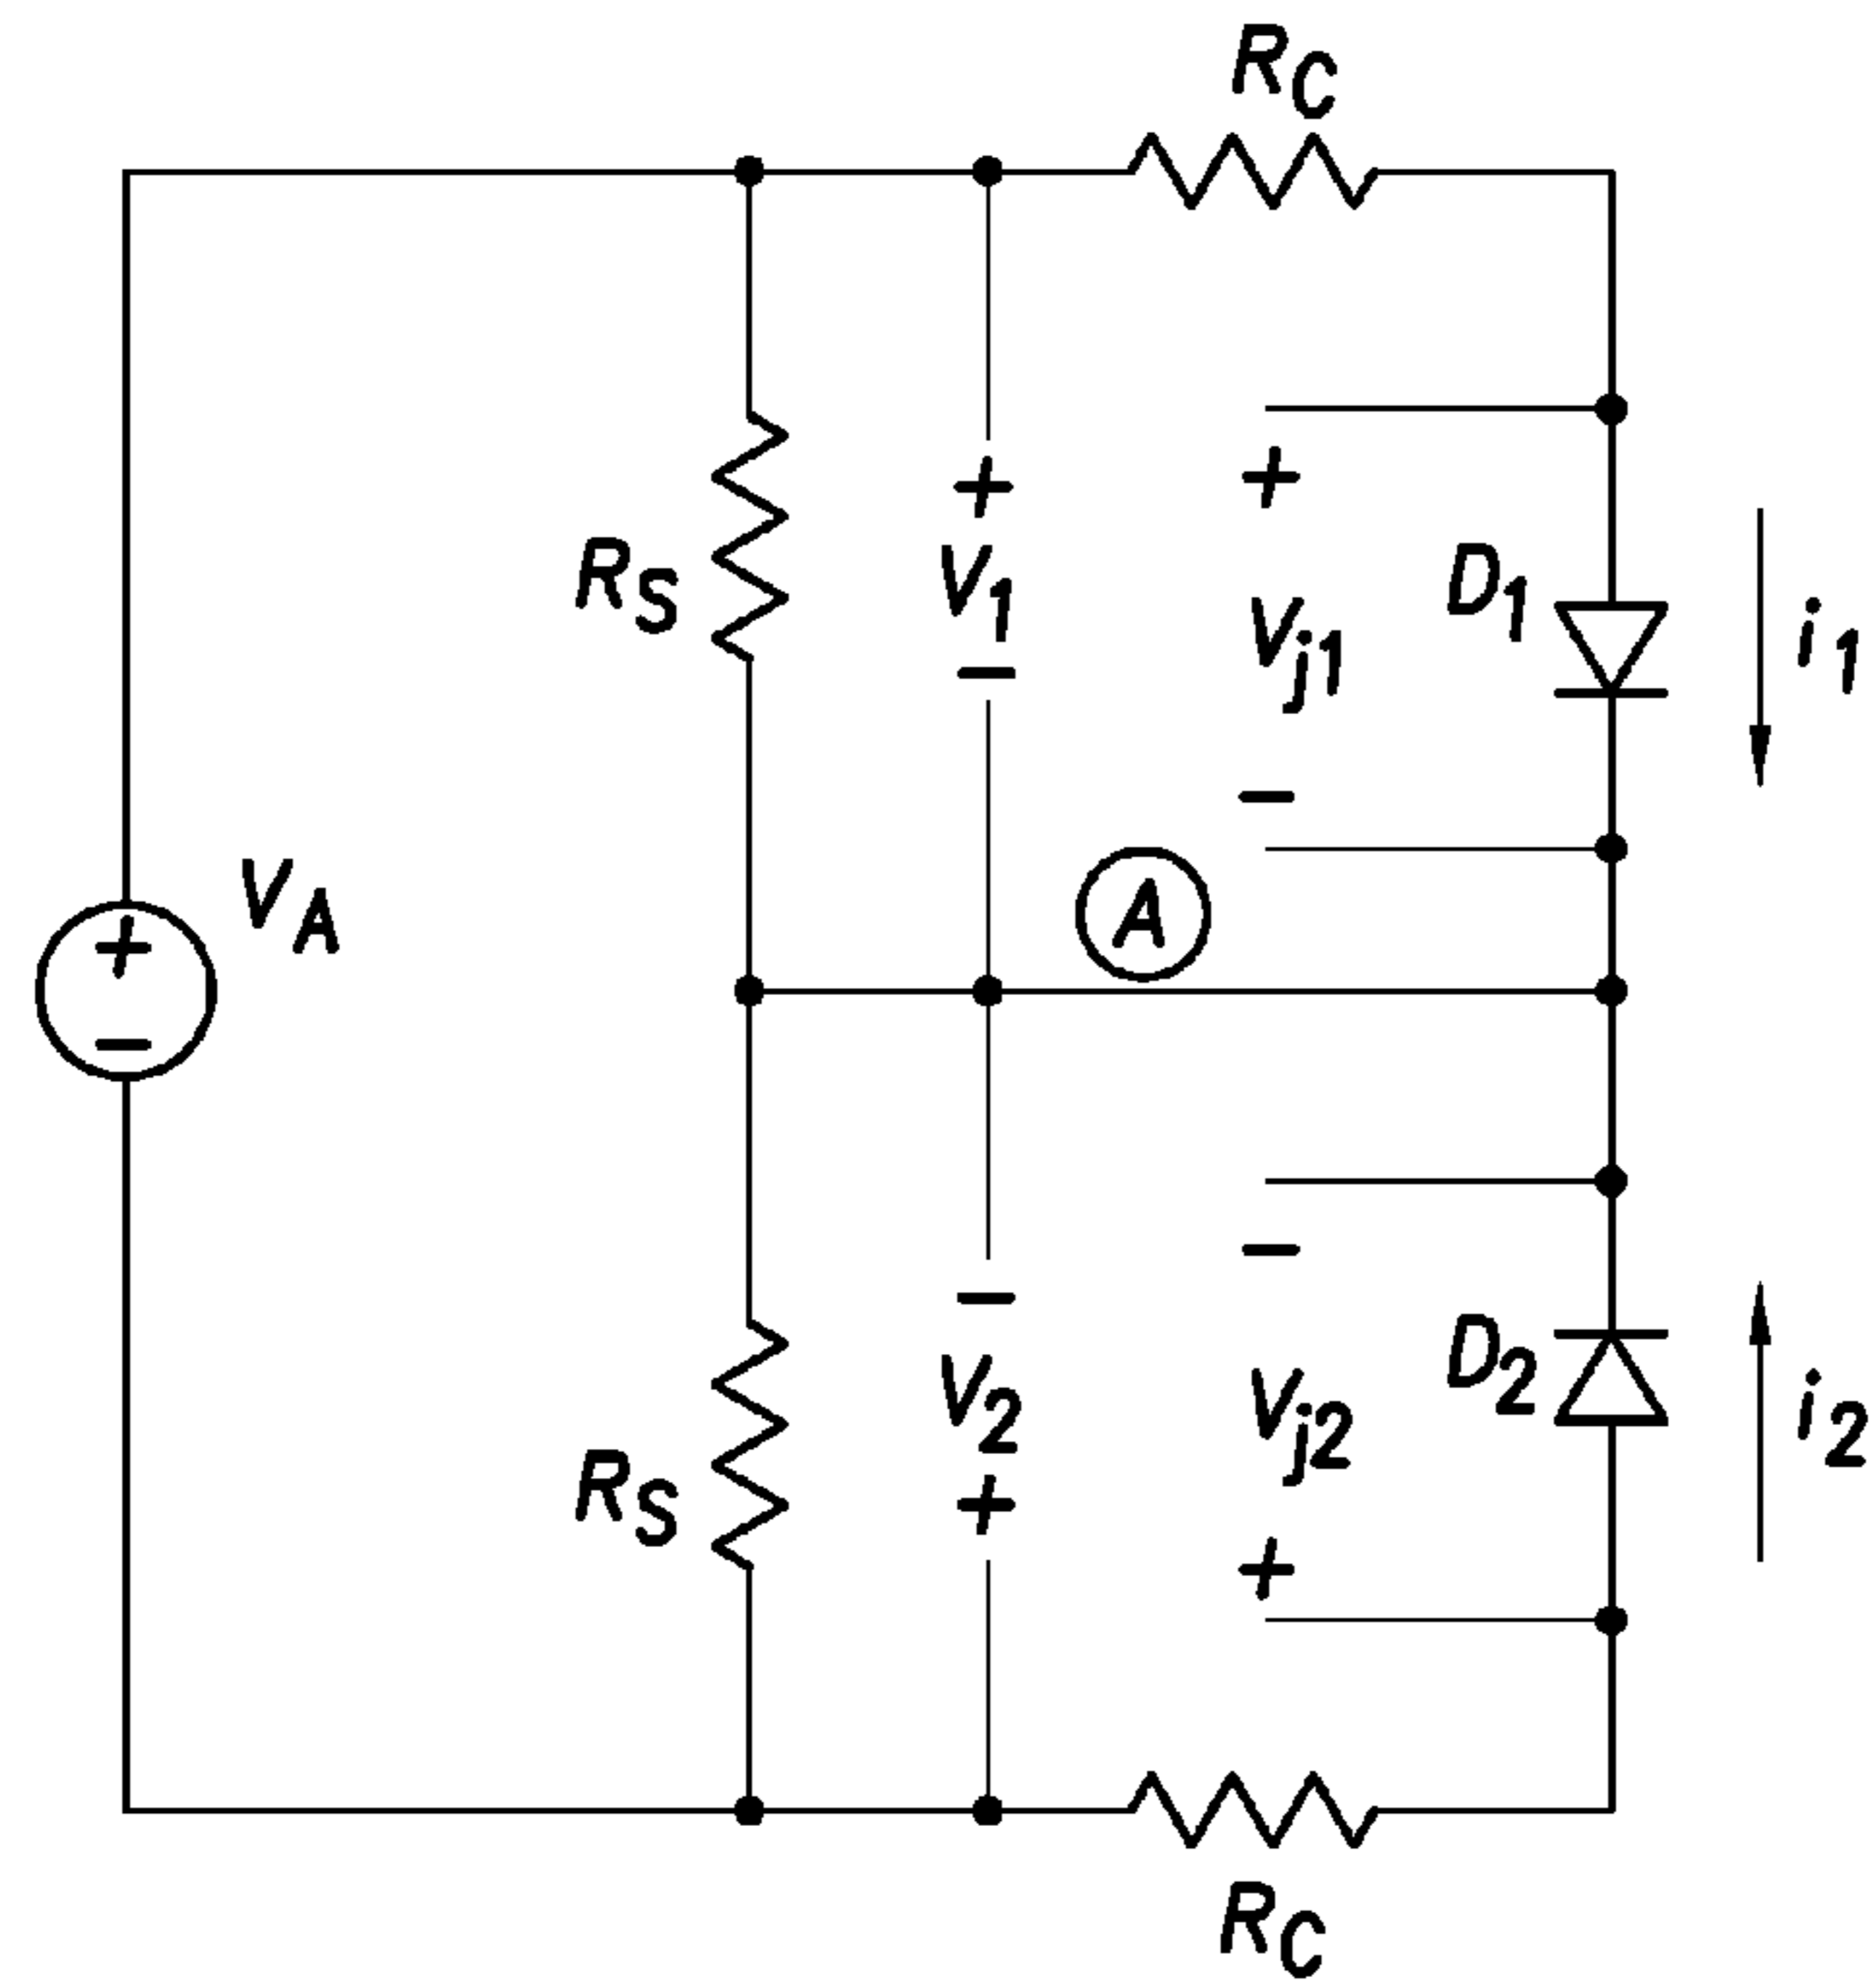 R_C
R_S
+
V_1
−
+
V_j1
−
D_1
i_1
V_A
+
−
A
−
V_2
+
−
V_j2
+
D_2
i_2
R_S
R_C